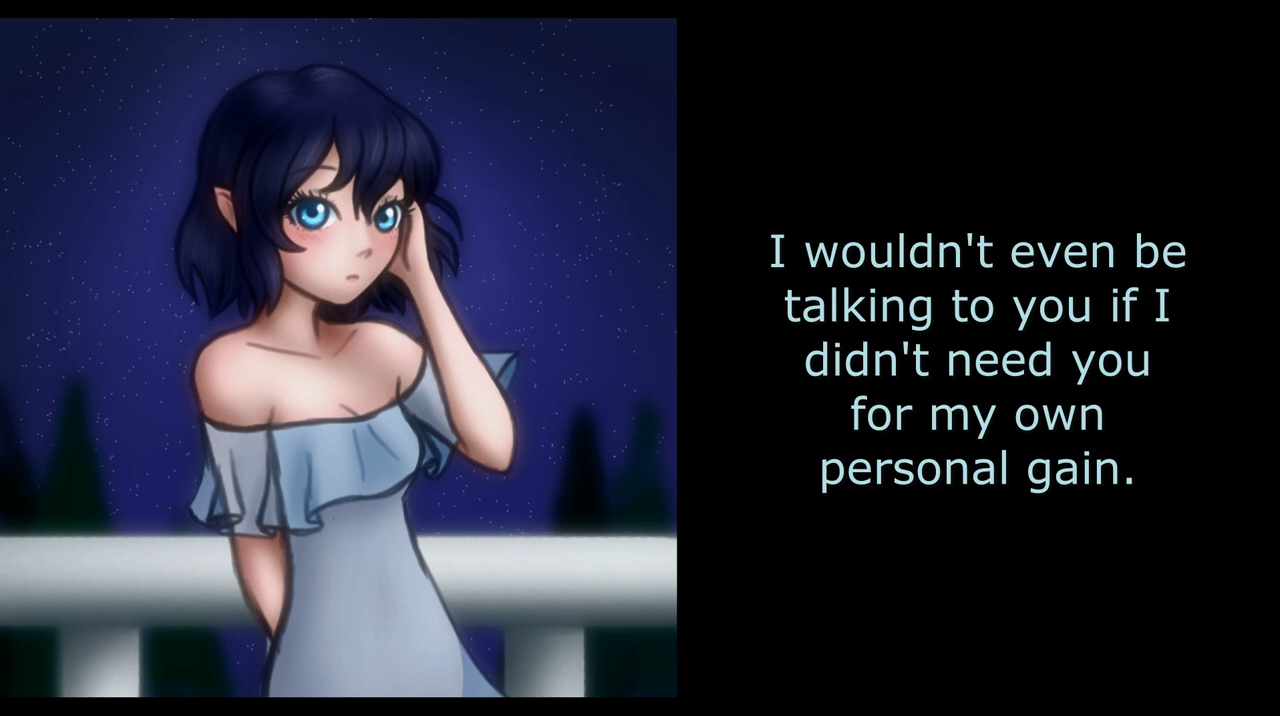 I wouldn't even be
talking to you if I
didn't need you
for my own
personal gain.